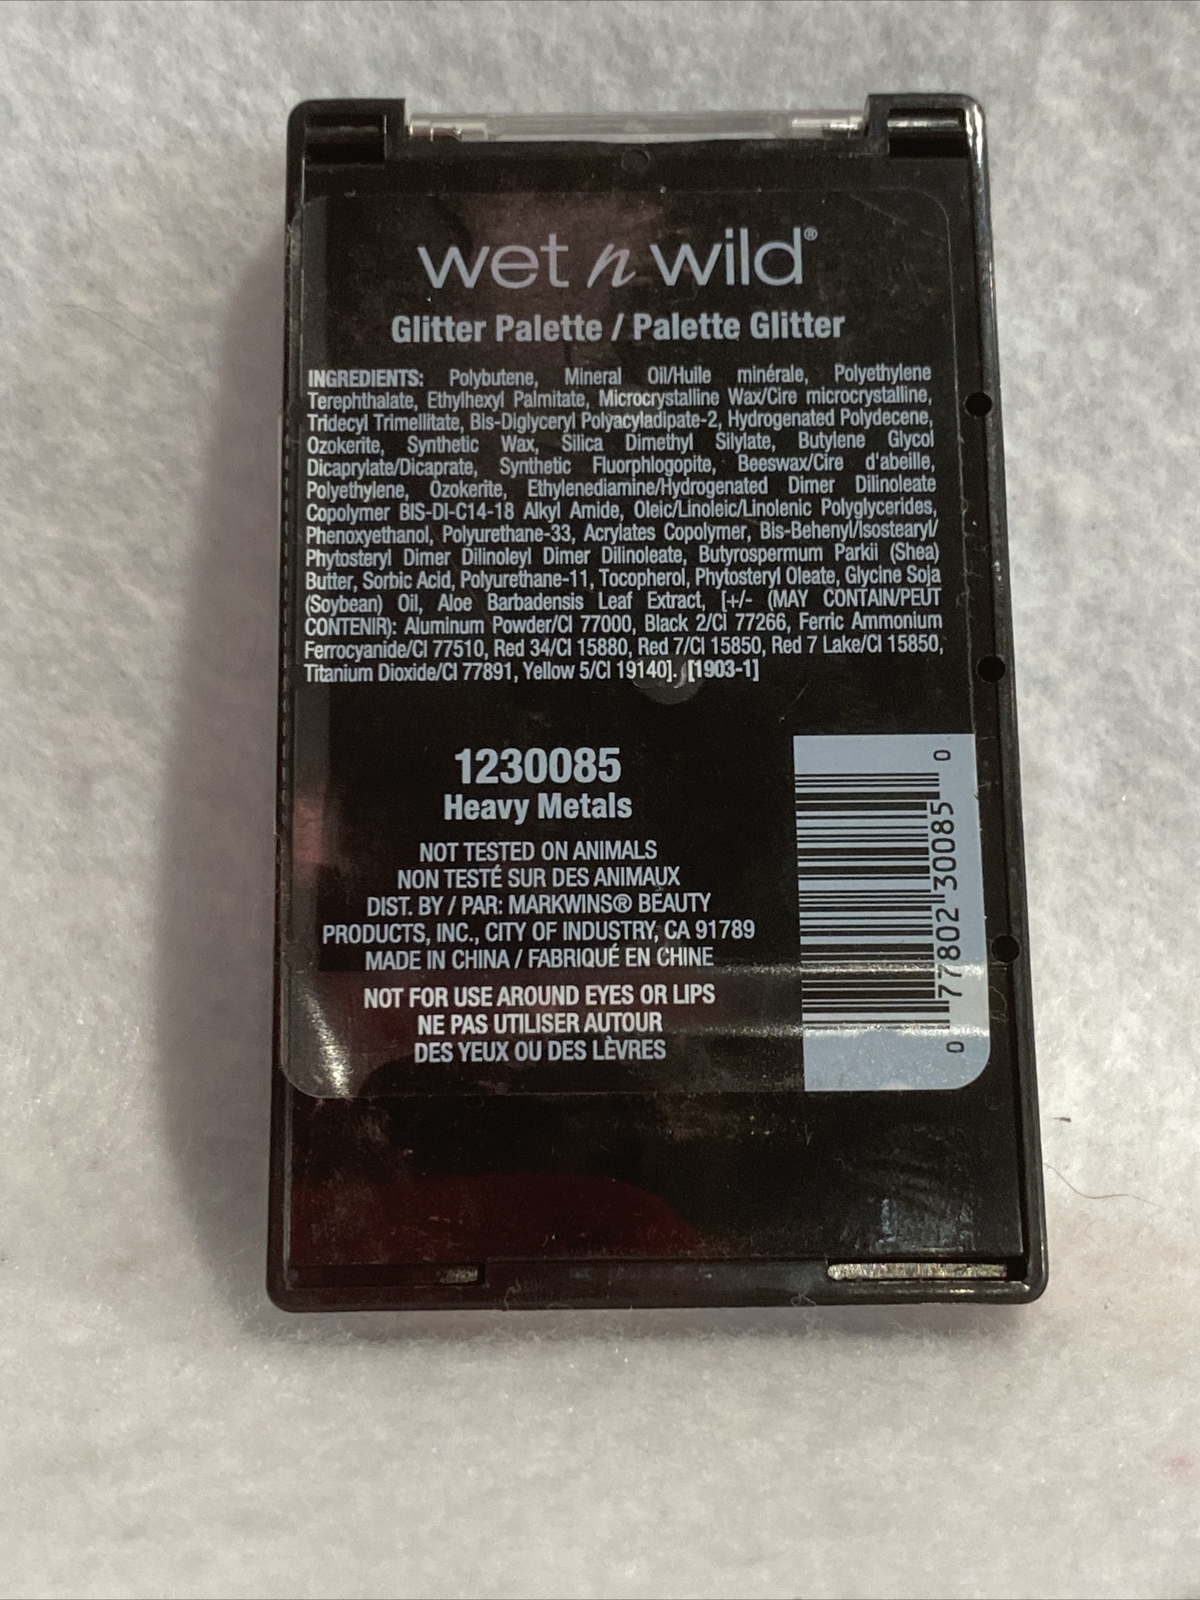 wet n wild®
Glitter Palette / Palette Glitter
INGREDIENTS: Polybutene, Mineral Oil/Huile minérale, Polyethylene
Terephthalate, Ethylhexyl Palmitate, Microcrystalline Wax/Cire microcrystalline,
Tridecyl Trimellitate, Bis-Diglyceryl Polyacyladipate-2, Hydrogenated Polydecene,
Ozokerite, Synthetic Wax, Silica Dimethyl Silylate, Butylene Glycol
Dicaprylate/Dicaprate, Synthetic Fluorphlogopite, Beeswax/Cire d'abeille,
Polyethylene, Ozokerite, Ethylenediamine/Hydrogenated Dimer Dilinoleate
Copolymer BIS-DI-C14-18 Alkyl Amide, Oleic/Linoleic/Linolenic Polyglycerides,
Phenoxyethanol, Polyurethane-33, Acrylates Copolymer, Bis-Behenyl/Isostearyl/
Phytosteryl Dimer Dilinoleyl Dimer Dilinoleate, Butyrospermum Parkii (Shea)
Butter, Sorbic Acid, Polyurethane-11, Tocopherol, Phytosteryl Oleate, Glycine Soja
(Soybean) Oil, Aloe Barbadensis Leaf Extract, [+/- (MAY CONTAIN/PEUT
CONTENIR): Aluminum Powder/CI 77000, Black 2/CI 77266, Ferric Ammonium
Ferrocyanide/CI 77510, Red 34/CI 15880, Red 7/CI 15850, Red 7 Lake/CI 15850,
Titanium Dioxide/CI 77891, Yellow 5/CI 19140]. [1903-1]
1230085
Heavy Metals
NOT TESTED ON ANIMALS
NON TESTÉ SUR DES ANIMAUX
DIST. BY / PAR: MARKWINS® BEAUTY
PRODUCTS, INC., CITY OF INDUSTRY, CA 91789
MADE IN CHINA / FABRIQUÉ EN CHINE
NOT FOR USE AROUND EYES OR LIPS
NE PAS UTILISER AUTOUR
DES YEUX OU DES LÈVRES
0 77802 30085 0